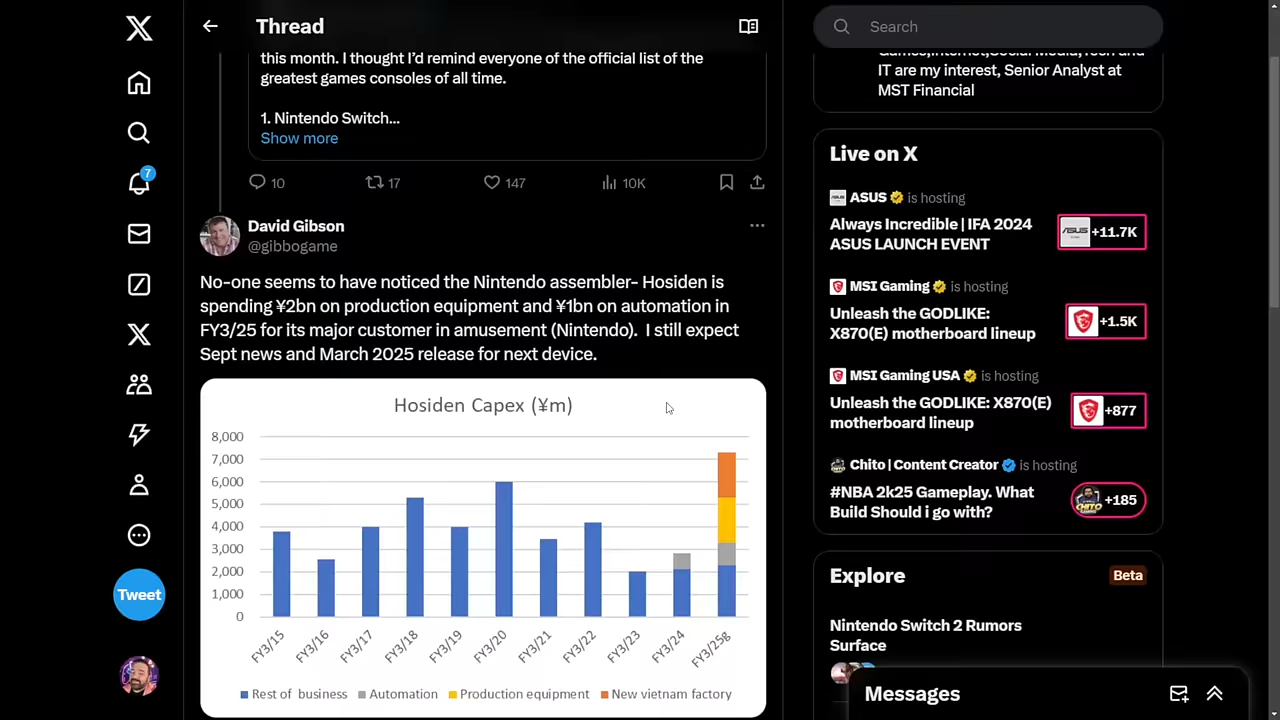 Thread
this month. I thought I'd remind everyone of the official list of the
greatest games consoles of all time.
1. Nintendo Switch...
Show more
10
17
147
10K
David Gibson
@gibbogame
No-one seems to have noticed the Nintendo assembler- Hosiden is
spending ¥2bn on production equipment and ¥1bn on automation in
FY3/25 for its major customer in amusement (Nintendo).  I still expect
Sept news and March 2025 release for next device.
Hosiden Capex (¥m)
8,000
7,000
6,000
5,000
4,000
3,000
2,000
1,000
0
FY3/15
FY3/16
FY3/17
FY3/18
FY3/19
FY3/20
FY3/21
FY3/22
FY3/23
FY3/24
FY3/25g
Rest of business
Automation
Production equipment
New vietnam factory
7
Tweet
Search
IT are my interest, Senior Analyst at
MST Financial
Live on X
ASUS is hosting
Always Incredible | IFA 2024
ASUS LAUNCH EVENT
+11.7K
MSI Gaming is hosting
Unleash the GODLIKE:
X870(E) motherboard lineup
+1.5K
MSI Gaming USA is hosting
Unleash the GODLIKE: X870(E)
motherboard lineup
+877
Chito | Content Creator is hosting
#NBA 2k25 Gameplay. What
Build Should i go with?
+185
Explore
Beta
Nintendo Switch 2 Rumors
Surface
Messages